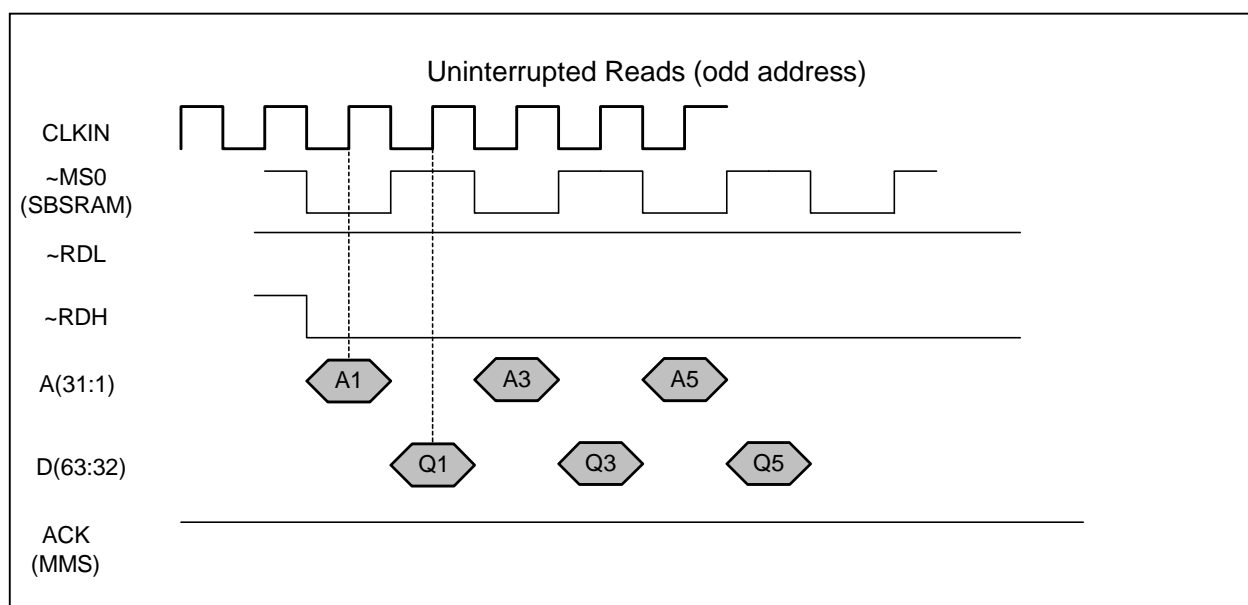 Uninterrupted Reads (odd address)
CLKIN
~MS0
(SBSRAM)
~RDL
~RDH
A(31:1)
A1
A3
A5
D(63:32)
Q1
Q3
Q5
ACK
(MMS)